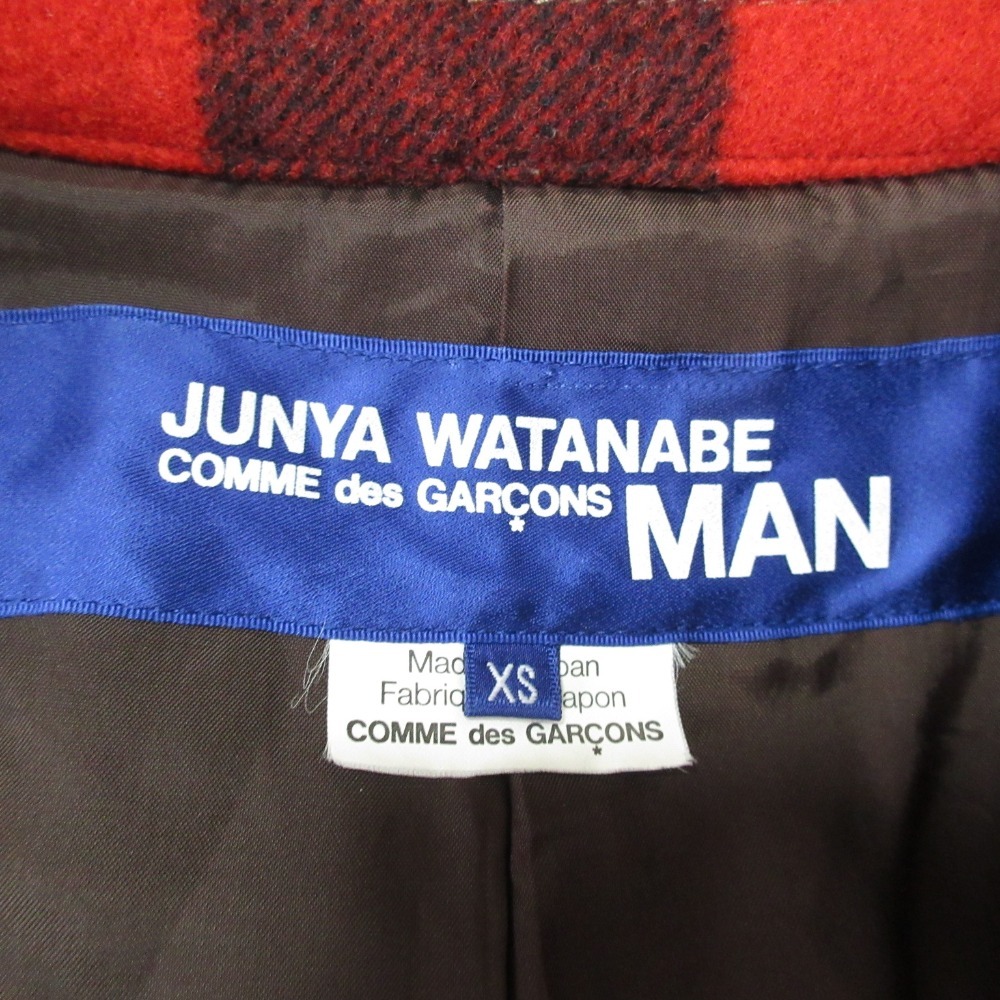 JUNYA WATANABE
COMME des GARÇONS MAN
XS
COMME des GARÇONS